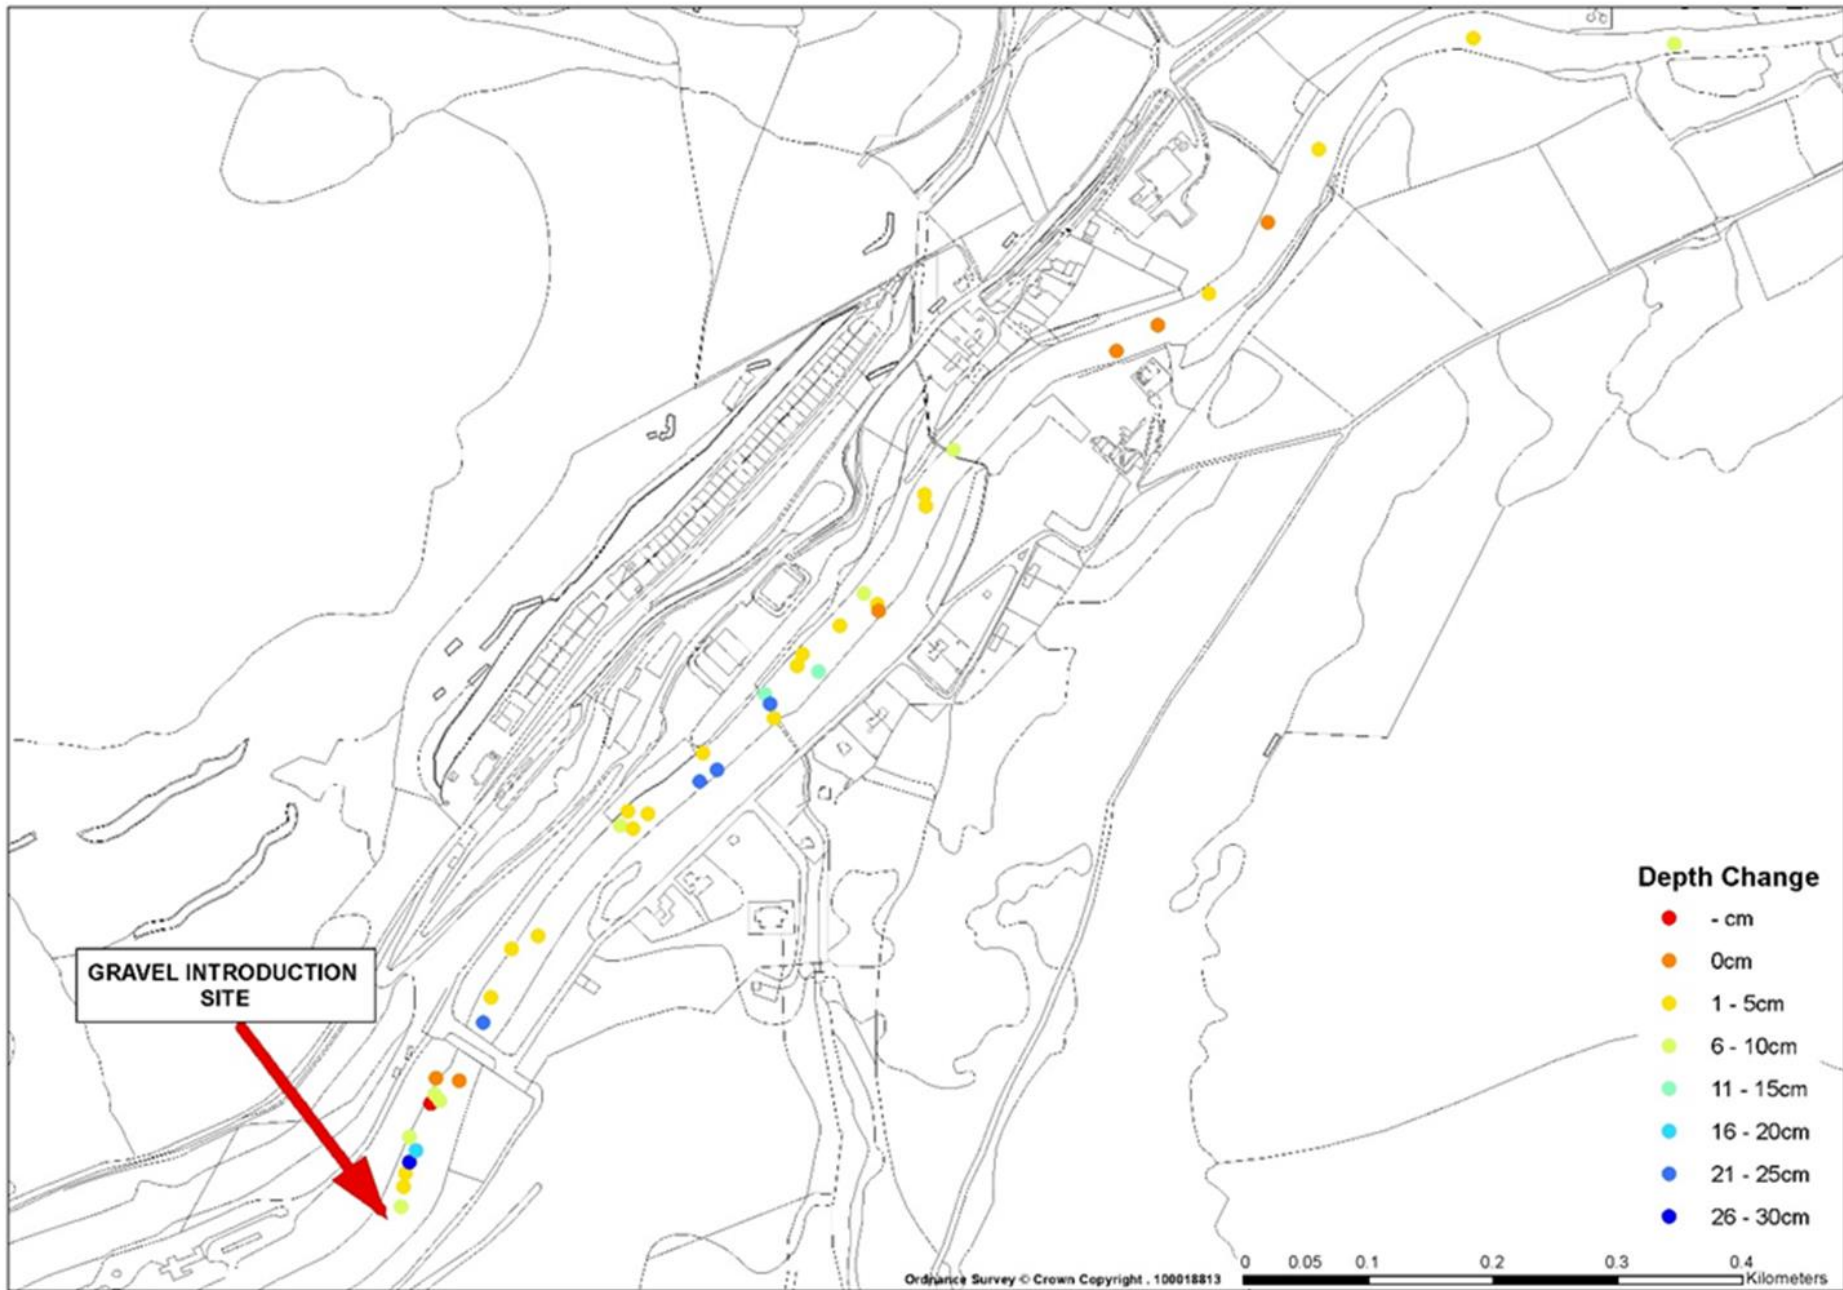 GRAVEL INTRODUCTION
SITE
Depth Change
- cm
0cm
1 - 5cm
6 - 10cm
11 - 15cm
16 - 20cm
21 - 25cm
26 - 30cm
Ordnance Survey © Crown Copyright . 100018813
0 0.05 0.1 0.2 0.3 0.4
Kilometers